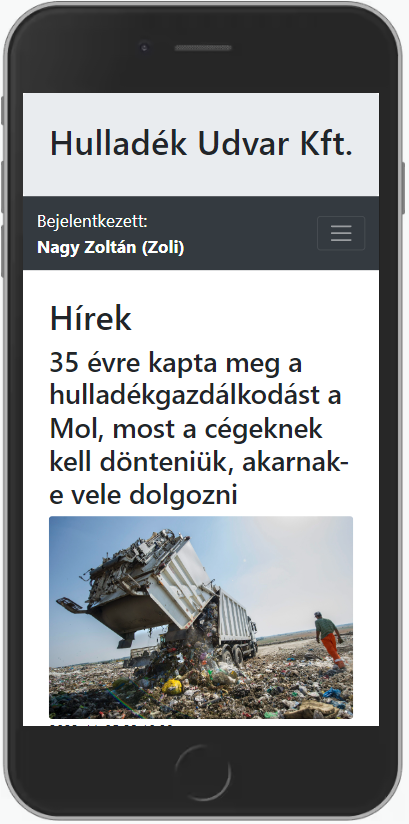 Hulladék Udvar Kft.
Bejelentkezett:
Nagy Zoltán (Zoli)
Hírek
35 évre kapta meg a
hulladékgazdálkodást a
Mol, most a cégeknek
kell dönteniük, akarnak-
e vele dolgozni